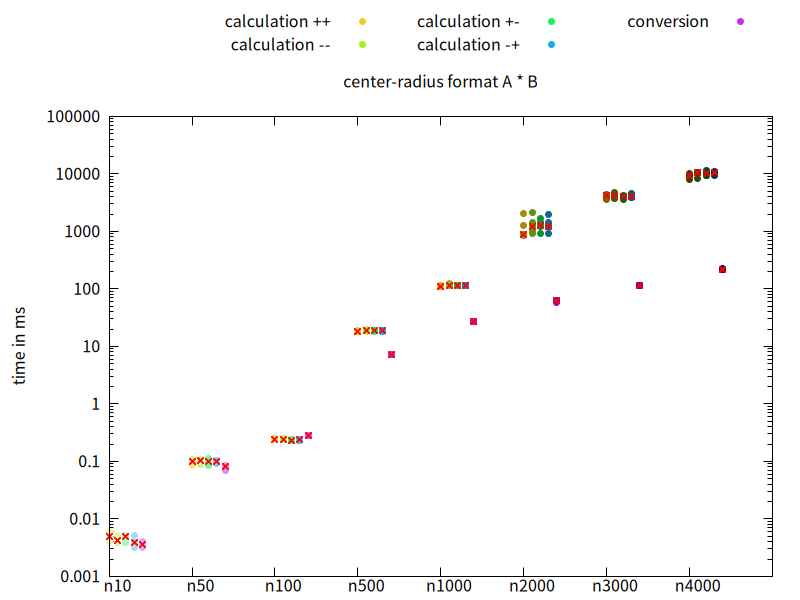 calculation ++ calculation +- conversion
calculation -- calculation -+
center-radius format A * B
100000
10000
1000
100
10
1
0.1
0.01
0.001
time in ms
n10 n50 n100 n500 n1000 n2000 n3000 n4000